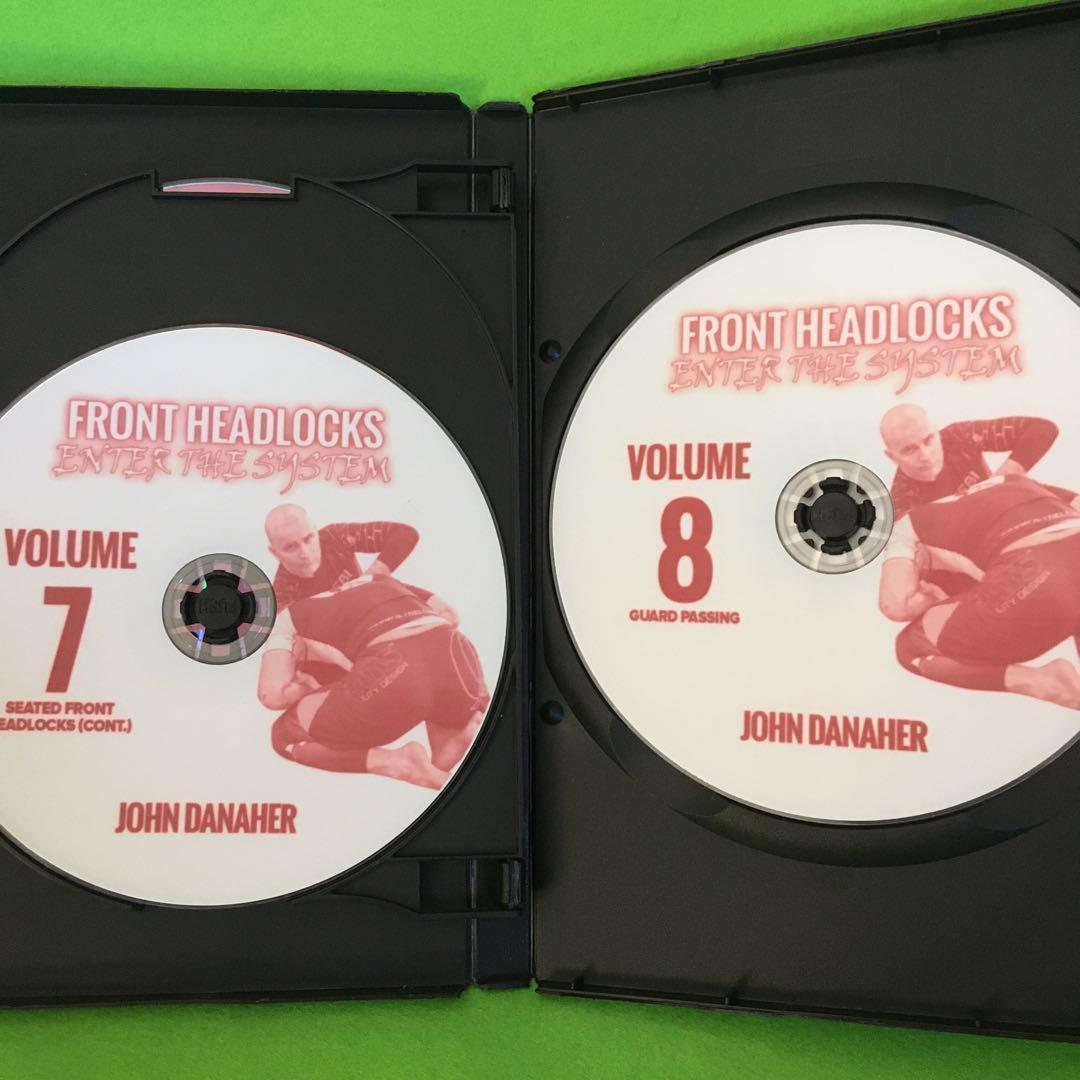 FRONT HEADLOCKS
ENTER THE SYSTEM
VOLUME
7
SEATED FRONT
EADLOCKS (CONT.)
JOHN DANAHER
FRONT HEADLOCKS
ENTER THE SYSTEM
VOLUME
8
GUARD PASSING
JOHN DANAHER